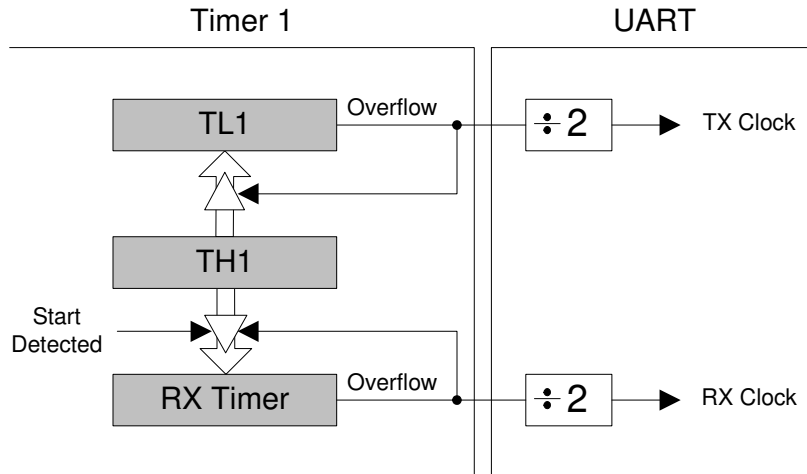 Timer 1
UART
TL1
Overflow
÷ 2
TX Clock
TH1
Start
Detected
RX Timer
Overflow
÷ 2
RX Clock